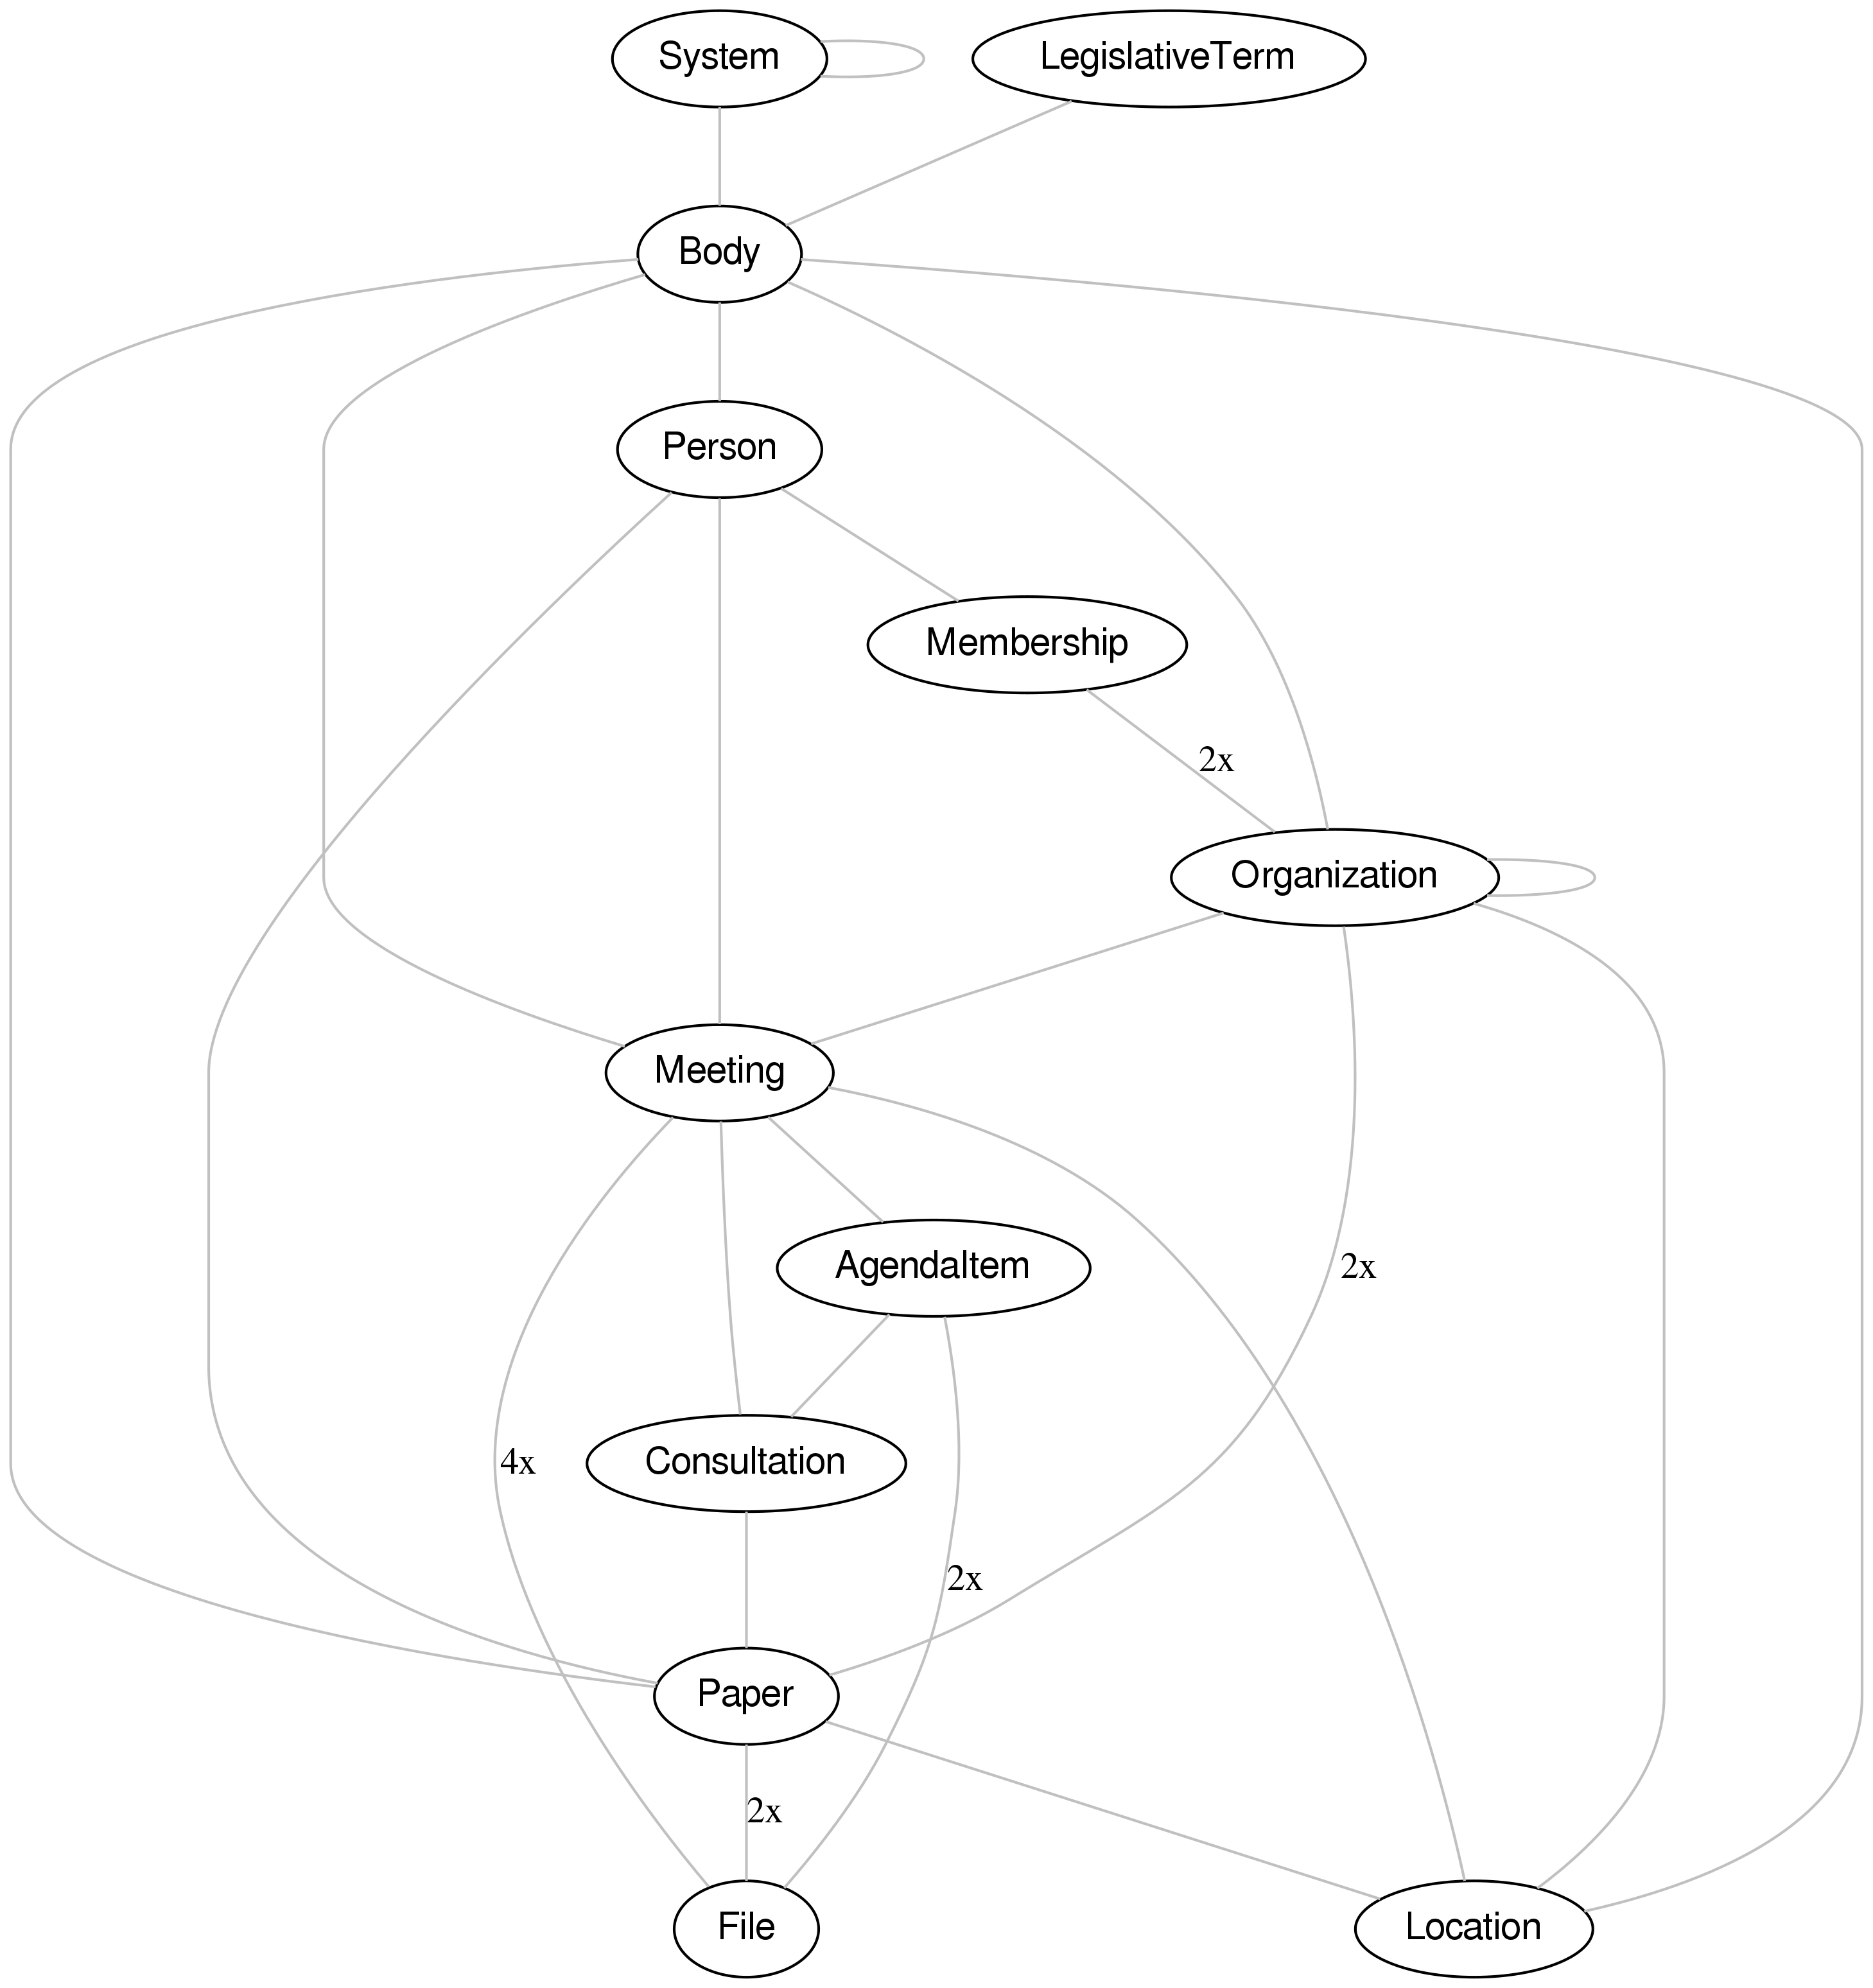 System
LegislativeTerm
Body
Person
Membership
2x
Organization
Meeting
AgendaItem
2x
Consultation
4x
2x
Paper
2x
File
Location